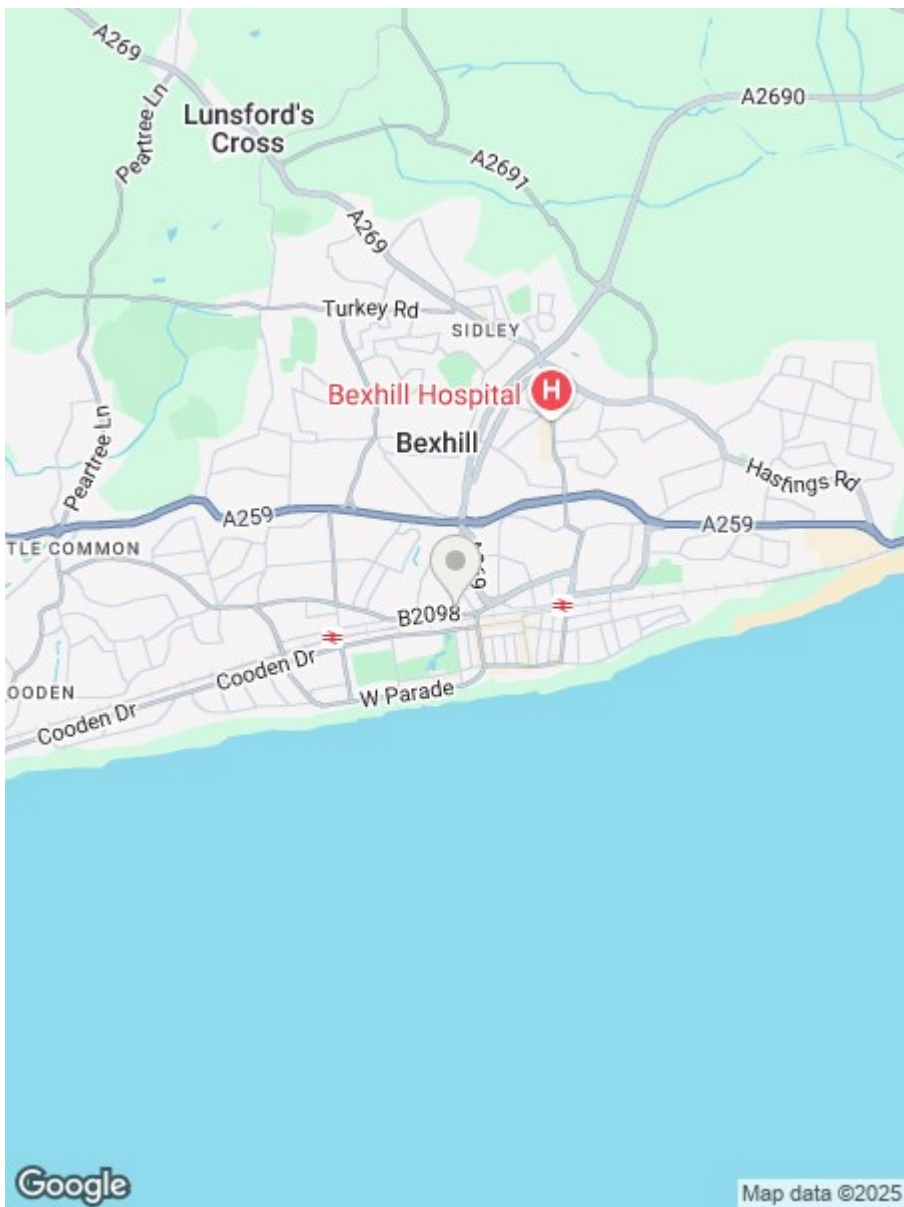 A269
A2690
Lunsford's
Cross
Peartree Ln
A2691
A269
Turkey Rd
SIDLEY
Bexhill Hospital
H
Bexhill
Peartree Ln
Hastings Rd
A259
A259
TLE COMMON
B2098
Cooden Dr
OODEN
W Parade
Cooden Dr
Google
Map data ©2025